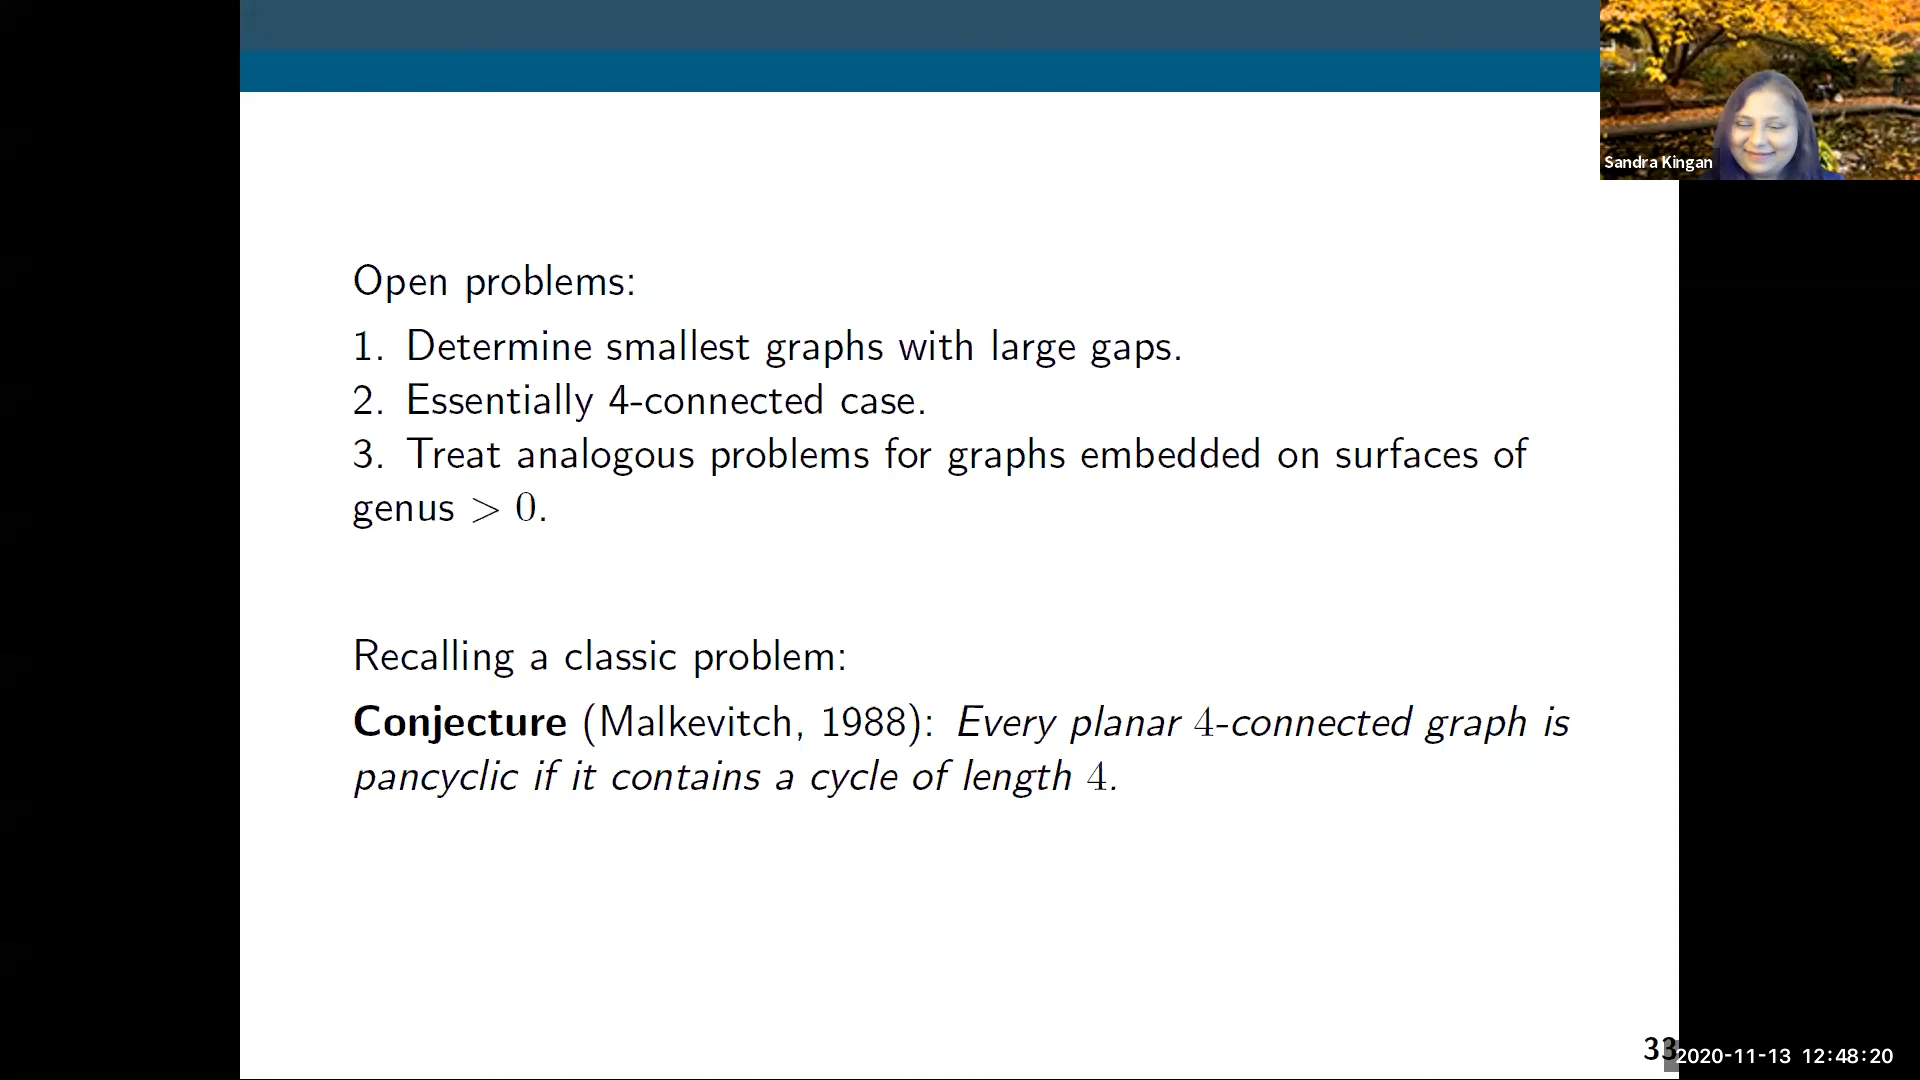 Sandra Kingan
Open problems:
1. Determine smallest graphs with large gaps.
2. Essentially 4-connected case.
3. Treat analogous problems for graphs embedded on surfaces of
genus > 0.
Recalling a classic problem:
Conjecture (Malkevitch, 1988): Every planar 4-connected graph is
pancyclic if it contains a cycle of length 4.
33
2020-11-13 12:48:20